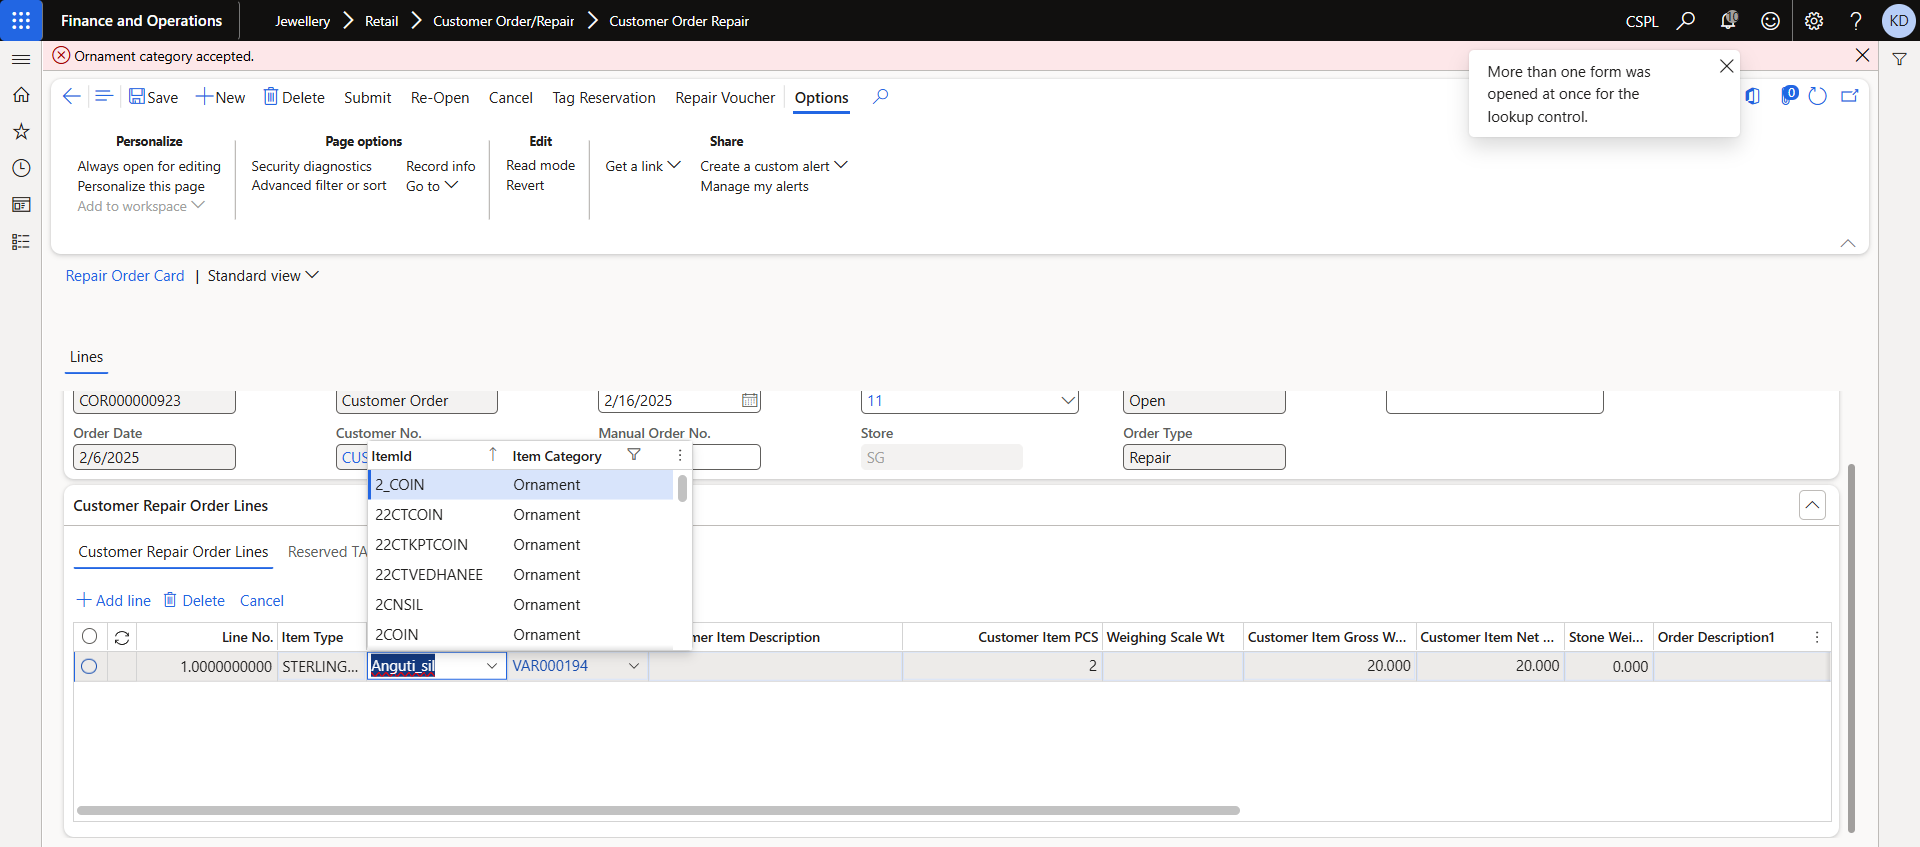 Finance and Operations
Jewellery
Retail
Customer Order/Repair
Customer Order Repair
CSPL
KD
Ornament category accepted.
More than one form was
opened at once for the
lookup control.
Save
New
Delete
Submit
Re-Open
Cancel
Tag Reservation
Repair Voucher
Options
0
Personalize
Always open for editing
Personalize this page
Add to workspace
Page options
Security diagnostics
Advanced filter or sort
Record info
Go to
Edit
Read mode
Revert
Share
Get a link
Create a custom alert
Manage my alerts
Repair Order Card | Standard view
Lines
COR000000923
Customer Order
2/16/2025
11
Open
Order Date
Customer No.
Manual Order No.
Store
Order Type
2/6/2025
CUS
SG
Repair
ItemId
Item Category
2_COIN Ornament
22CTCOIN Ornament
22CTKPTCOIN Ornament
22CTVEDHANEE Ornament
2CNSIL Ornament
2COIN Ornament
Customer Repair Order Lines
Customer Repair Order Lines
Reserved TA
Add line
Delete
Cancel
Line No. Item Type mer Item Description Customer Item PCS Weighing Scale Wt Customer Item Gross W... Customer Item Net ... Stone Wei... Order Description1
1.0000000000 STERLING... Anguti_sil VAR000194 2 20.000 20.000 0.000